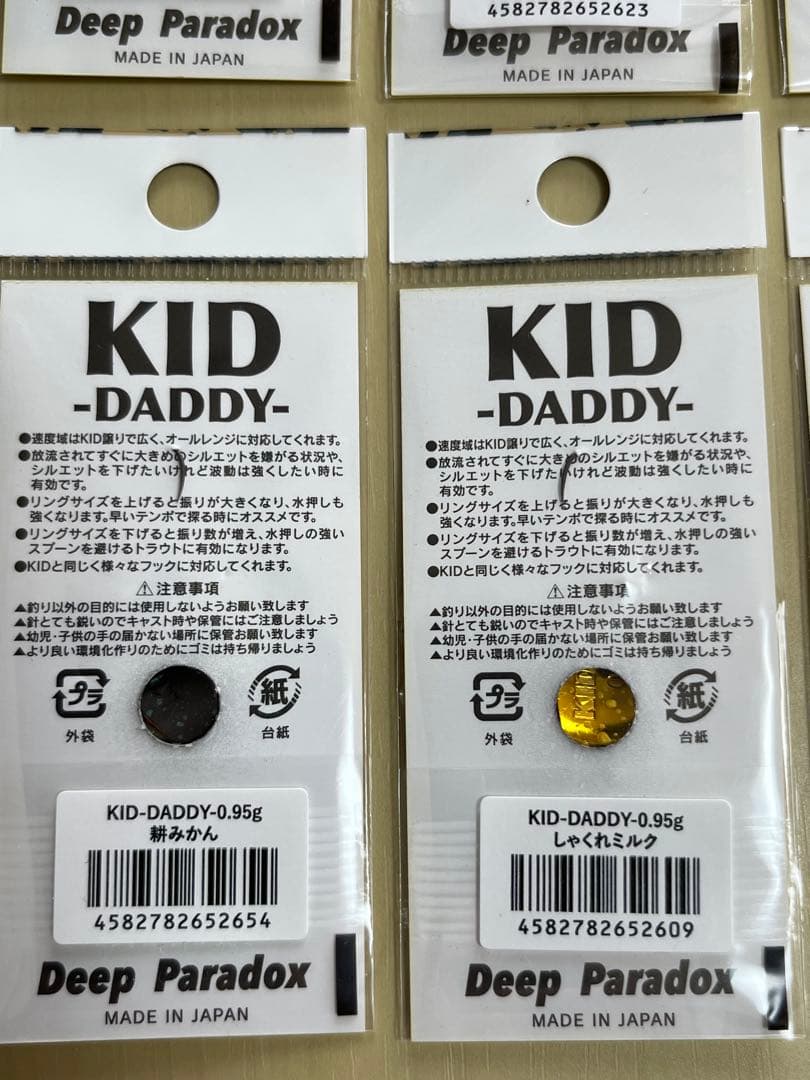 Deep Paradox
MADE IN JAPAN
4582782652623
Deep Paradox
MADE IN JAPAN
KID
-DADDY-
●速度域はKID譲りで広く、オールレンジに対応してくれます。
●放流されてすぐに大きめのシルエットを嫌がる状況や、
シルエットを下げたいけれど波動は強くしたい時に
有効です。
●リングサイズを上げると振りが大きくなり、水押しも
強くなります。早いテンポで探る時にオススメです。
●リングサイズを下げると振り数が増え、水押しの強い
スプーンを避けるトラウトに有効になります。
●KIDと同じく様々なフックに対応してくれます。
⚠注意事項
▲釣り以外の目的には使用しないようお願い致します
▲針とても鋭いのでキャスト時や保管にはご注意しましょう
▲幼児・子供の手の届かない場所に保管お願い致します
▲より良い環境化作りのためにゴミは持ち帰りましょう
プラ
外袋
紙
台紙
KID-DADDY-0.95g
耕みかん
4582782652654
Deep Paradox
MADE IN JAPAN
KID
-DADDY-
●速度域はKID譲りで広く、オールレンジに対応してくれます。
●放流されてすぐに大きめのシルエットを嫌がる状況や、
シルエットを下げたいけれど波動は強くしたい時に
有効です。
●リングサイズを上げると振りが大きくなり、水押しも
強くなります。早いテンポで探る時にオススメです。
●リングサイズを下げると振り数が増え、水押しの強い
スプーンを避けるトラウトに有効になります。
●KIDと同じく様々なフックに対応してくれます。
⚠注意事項
▲釣り以外の目的には使用しないようお願い致します
▲針とても鋭いのでキャスト時や保管にはご注意しましょう
▲幼児・子供の手の届かない場所に保管お願い致します
▲より良い環境化作りのためにゴミは持ち帰りましょう
プラ
外袋
KID
紙
台紙
KID-DADDY-0.95g
しゃくれミルク
4582782652609
Deep Paradox
MADE IN JAPAN